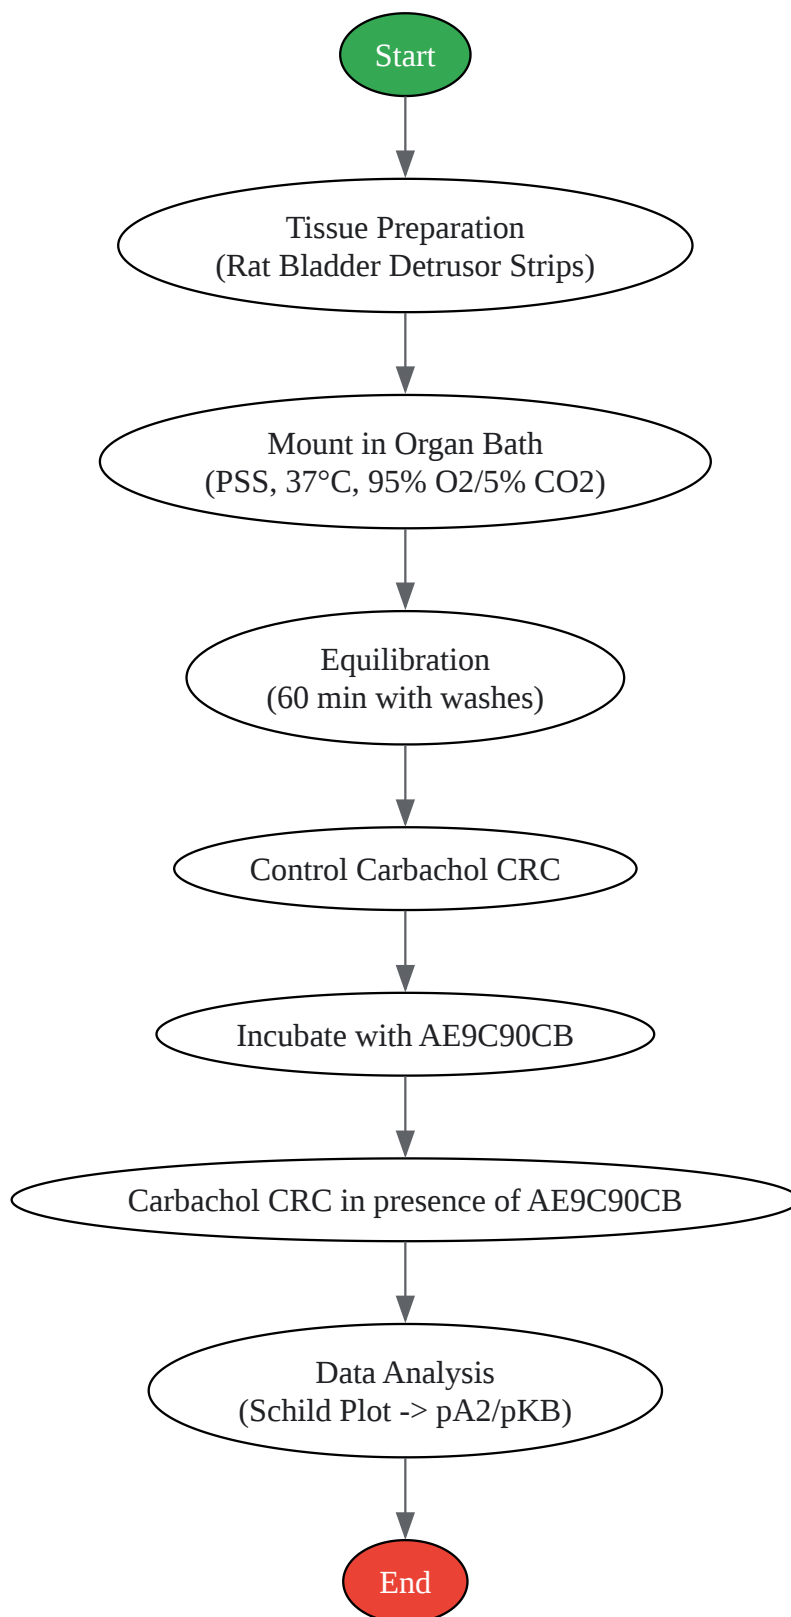 Start
Tissue Preparation
(Rat Bladder Detrusor Strips)
Mount in Organ Bath
(PSS, 37°C, 95% O2/5% CO2)
Equilibration
(60 min with washes)
Control Carbachol CRC
Incubate with AE9C90CB
Carbachol CRC in presence of AE9C90CB
Data Analysis
(Schild Plot -> pA2/pKB)
End